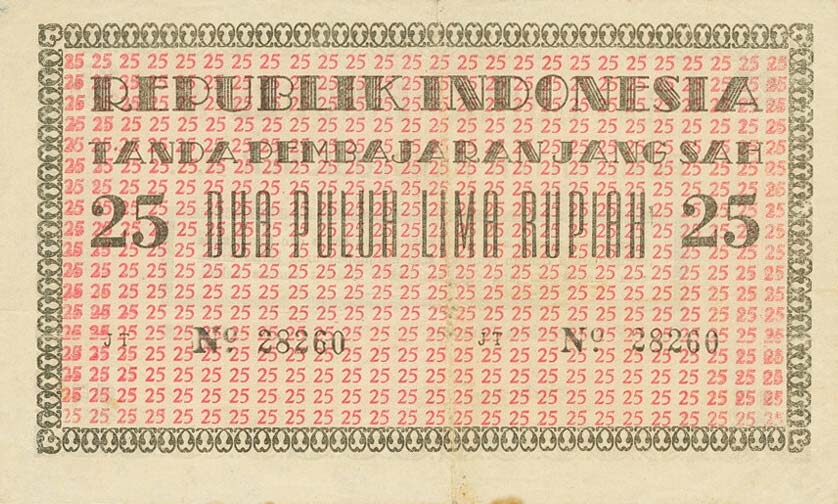 REPUBLIK INDONESIA
TANDA PEMBAJARAN JANG SAH
25 DUA PULUH LIMA RUPIAH 25
JT Nº 28260 JT Nº 28260